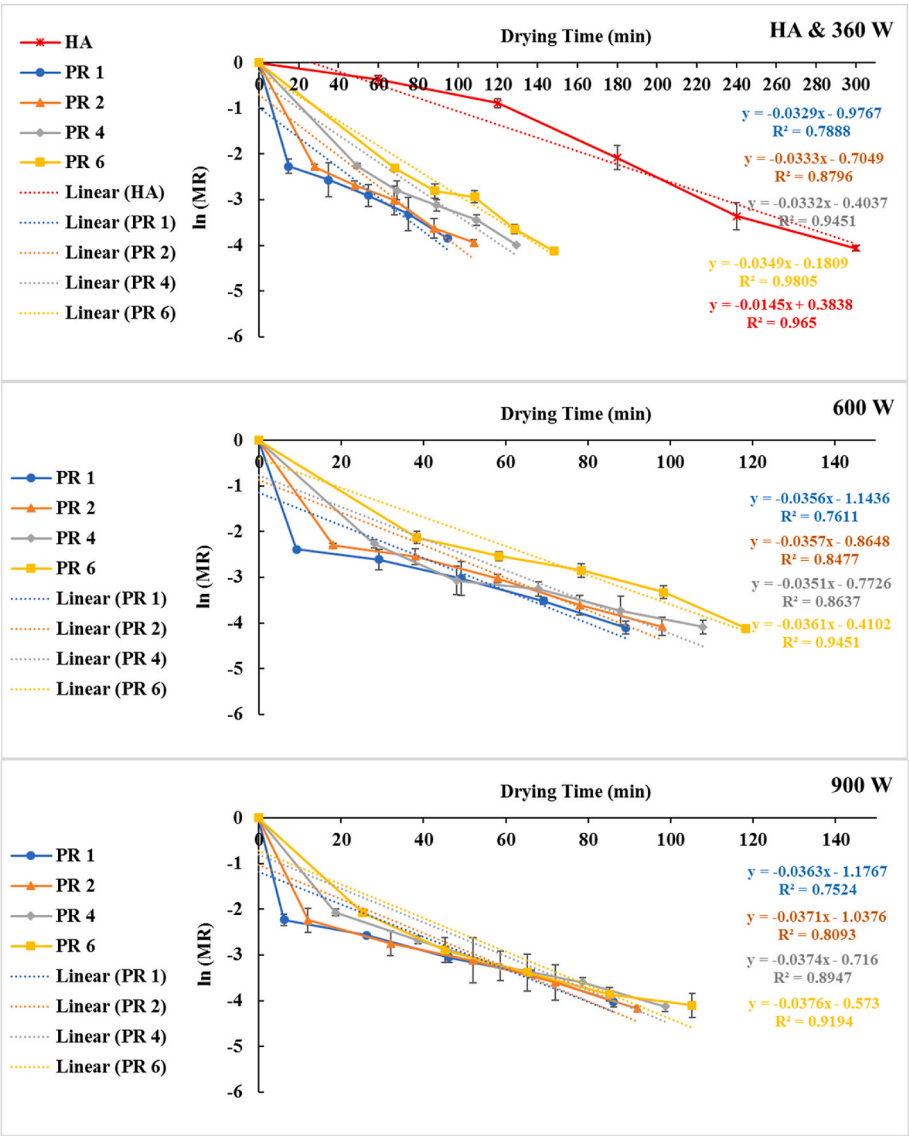 HA & 360 W
Drying Time (min)
HA
PR 1
PR 2
PR 4
PR 6
Linear (HA)
Linear (PR 1)
Linear (PR 2)
Linear (PR 4)
Linear (PR 6)
ln (MR)
0
-1
-2
-3
-4
-5
-6
0 20 40 60 80 100 120 140 160 180 200 220 240 260 280 300
y = -0.0329x - 0.9767
R² = 0.7888
y = -0.0333x - 0.7049
R² = 0.8796
y = -0.0332x - 0.4037
R² = 0.9451
y = -0.0349x - 0.1809
R² = 0.9805
y = -0.0145x + 0.3838
R² = 0.965
600 W
Drying Time (min)
PR 1
PR 2
PR 4
PR 6
Linear (PR 1)
Linear (PR 2)
Linear (PR 4)
Linear (PR 6)
ln (MR)
0
-1
-2
-3
-4
-5
-6
0 20 40 60 80 100 120 140
y = -0.0356x - 1.1436
R² = 0.7611
y = -0.0357x - 0.8648
R² = 0.8477
y = -0.0351x - 0.7726
R² = 0.8637
y = -0.0361x - 0.4102
R² = 0.9451
900 W
Drying Time (min)
PR 1
PR 2
PR 4
PR 6
Linear (PR 1)
Linear (PR 2)
Linear (PR 4)
Linear (PR 6)
ln (MR)
0
-1
-2
-3
-4
-5
-6
0 20 40 60 80 100 120 140
y = -0.0363x - 1.1767
R² = 0.7524
y = -0.0371x - 1.0376
R² = 0.8093
y = -0.0374x - 0.716
R² = 0.8947
y = -0.0376x - 0.573
R² = 0.9194